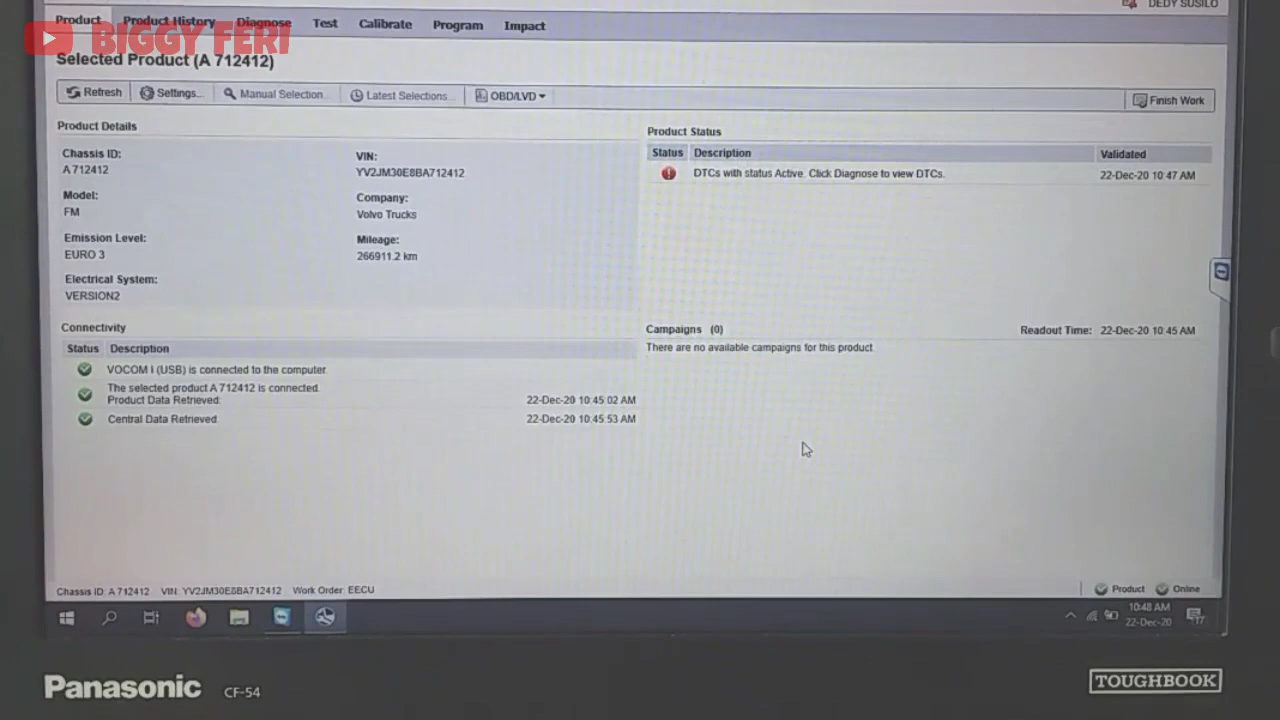 DEDY SUSILO
Product Product History Diagnose Test Calibrate Program Impact
BIGGY FERI
Selected Product (A 712412)
Refresh Settings... Manual Selection... Latest Selections... OBD/LVD Finish Work
Product Details
Chassis ID:
A 712412
VIN:
YV2JM30E8BA712412
Model:
FM
Company:
Volvo Trucks
Emission Level:
EURO 3
Mileage:
266911.2 km
Electrical System:
VERSION2
Product Status
Status Description Validated
DTCs with status Active. Click Diagnose to view DTCs. 22-Dec-20 10:47 AM
Connectivity
Status Description
VOCOM I (USB) is connected to the computer.
The selected product A 712412 is connected.
Product Data Retrieved: 22-Dec-20 10:45:02 AM
Central Data Retrieved 22-Dec-20 10:45:53 AM
Campaigns (0) Readout Time: 22-Dec-20 10:45 AM
There are no available campaigns for this product.
Chassis ID: A 712412 VIN: YV2JM30E8BA712412 Work Order: EECU Product Online
10:48 AM
22-Dec-20
Panasonic CF-54 TOUGHBOOK